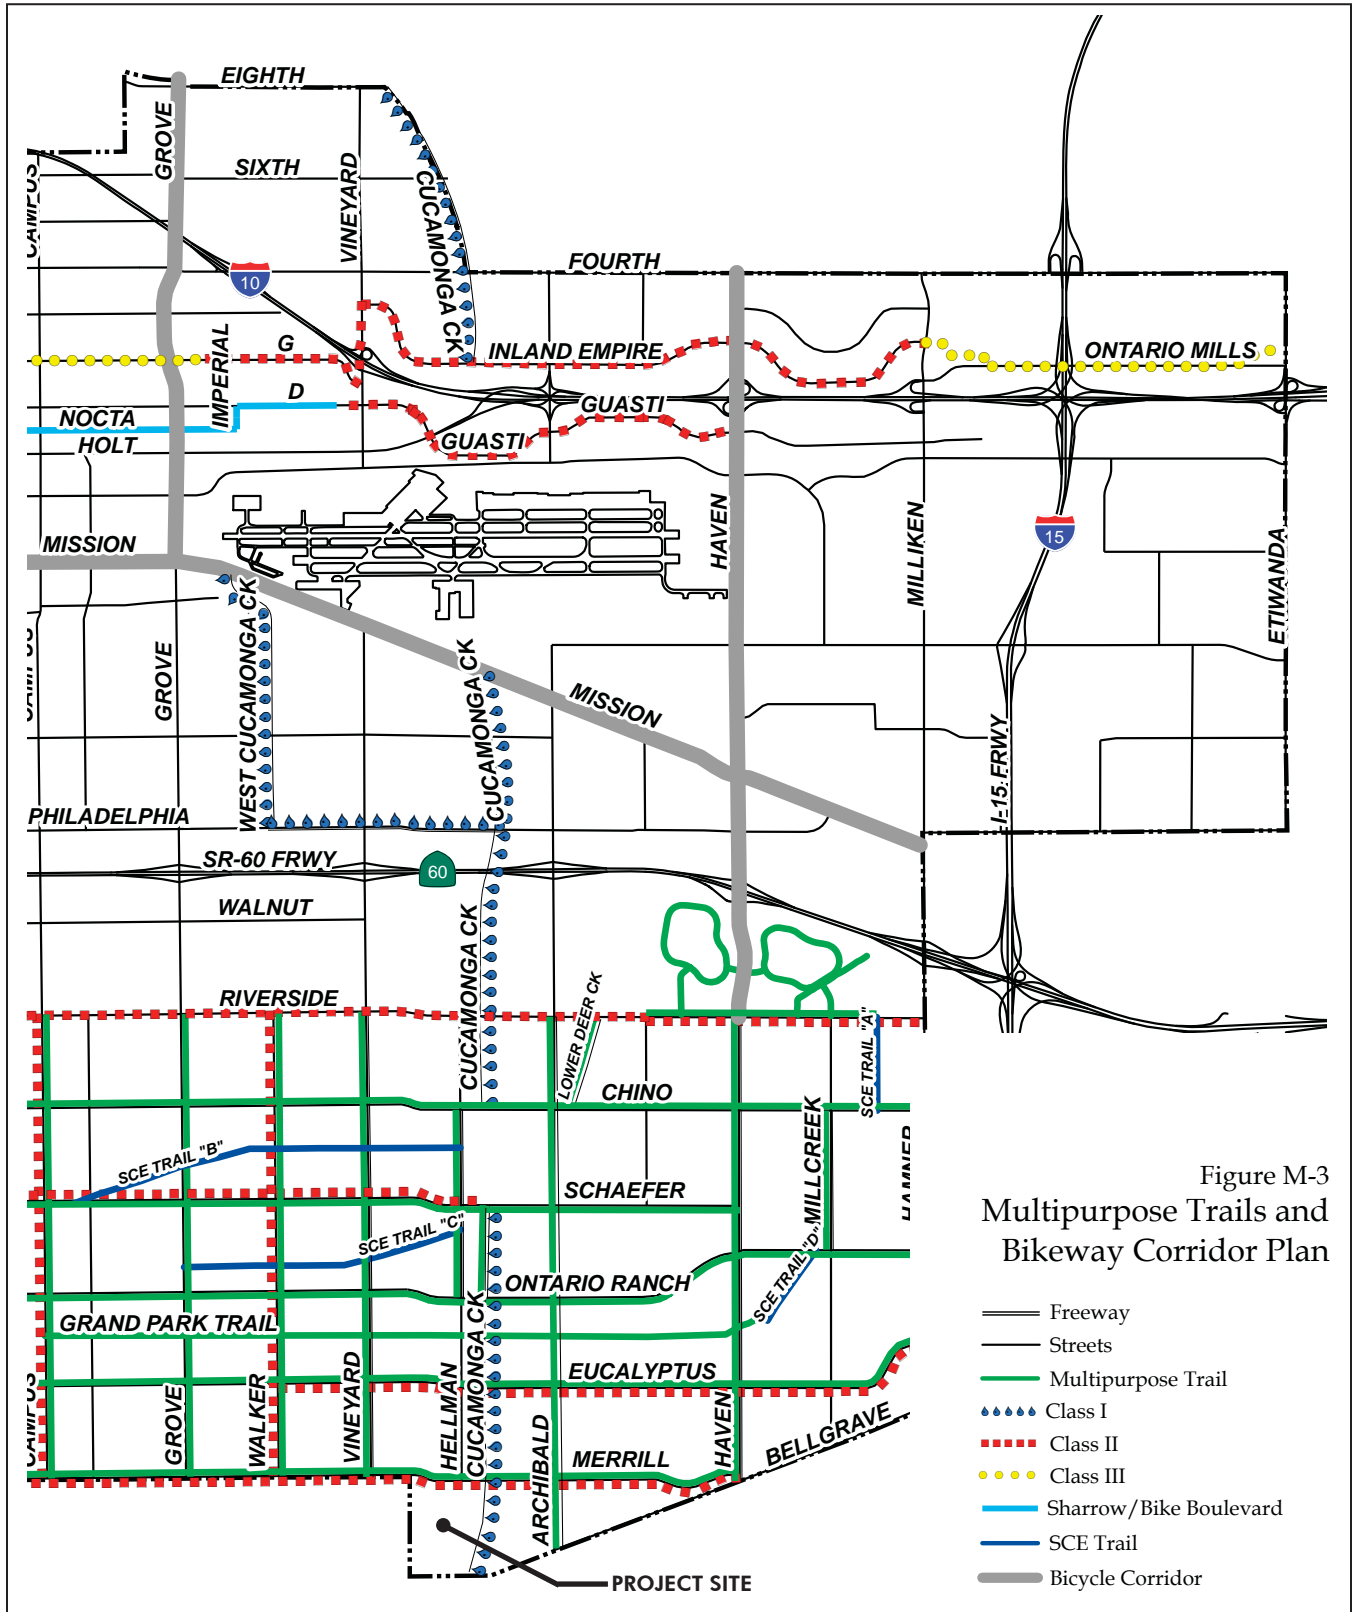 EIGHTH
GROVE
SIXTH
VINEYARD
CAMPUS
CUCAMONGA CK
FOURTH
10
IMPERIAL
G
INLAND EMPIRE
ONTARIO MILLS
D
GUASTI
NOCTA
HOLT
GUASTI
MISSION
HAVEN
MILLIKEN
15
ETIWANDA
WEST CUCAMONGA CK
CAMPUS
GROVE
CUCAMONGA CK
MISSION
I-15 FRWY
PHILADELPHIA
SR-60 FRWY
60
WALNUT
CUCAMONGA CK
RIVERSIDE
LOWER DEER CK
SCE TRAIL "A"
CHINO
MILLCREEK
HAMNER
SCE TRAIL "B"
SCHAEFER
SCE TRAIL "C"
SCE TRAIL "D"
ONTARIO RANCH
GRAND PARK TRAIL
CUCAMONGA CK
EUCALYPTUS
CAMPUS
GROVE
WALKER
VINEYARD
HELLMAN
ARCHIBALD
HAVEN
BELLGRAVE
MERRILL
PROJECT SITE
Figure M-3
Multipurpose Trails and
Bikeway Corridor Plan
Freeway
Streets
Multipurpose Trail
Class I
Class II
Class III
Sharrow/Bike Boulevard
SCE Trail
Bicycle Corridor